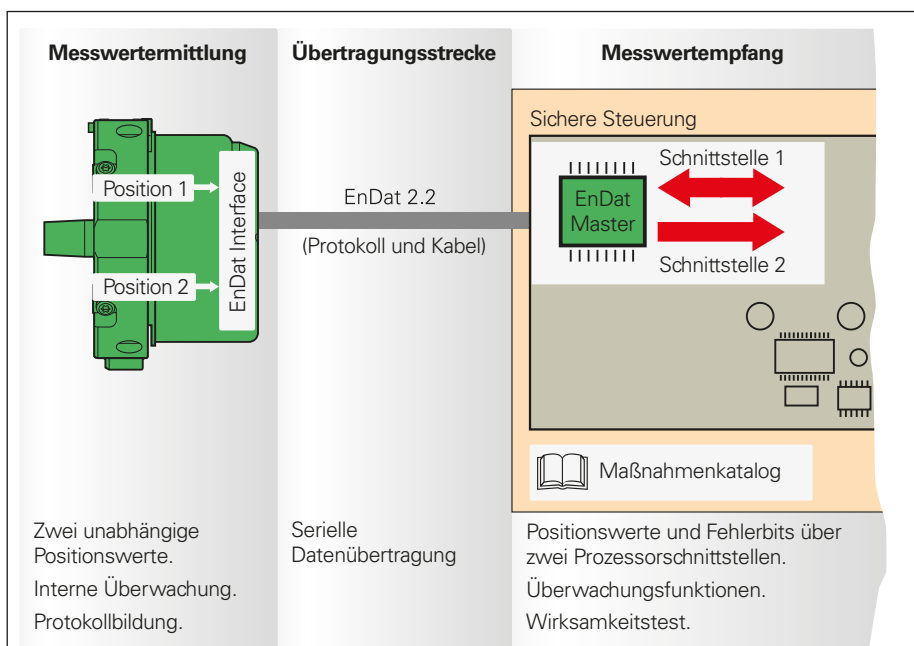 Messwertermittlung
Übertragungsstrecke
Messwertempfang
Sichere Steuerung
Position 1
Position 2
EnDat Interface
EnDat 2.2
(Protokoll und Kabel)
EnDat
Master
Schnittstelle 1
Schnittstelle 2
Maßnahmenkatalog
Zwei unabhängige
Positionswerte.
Interne Überwachung.
Protokollbildung.
Serielle
Datenübertragung
Positionswerte und Fehlerbits über
zwei Prozessorschnittstellen.
Überwachungsfunktionen.
Wirksamkeitstest.